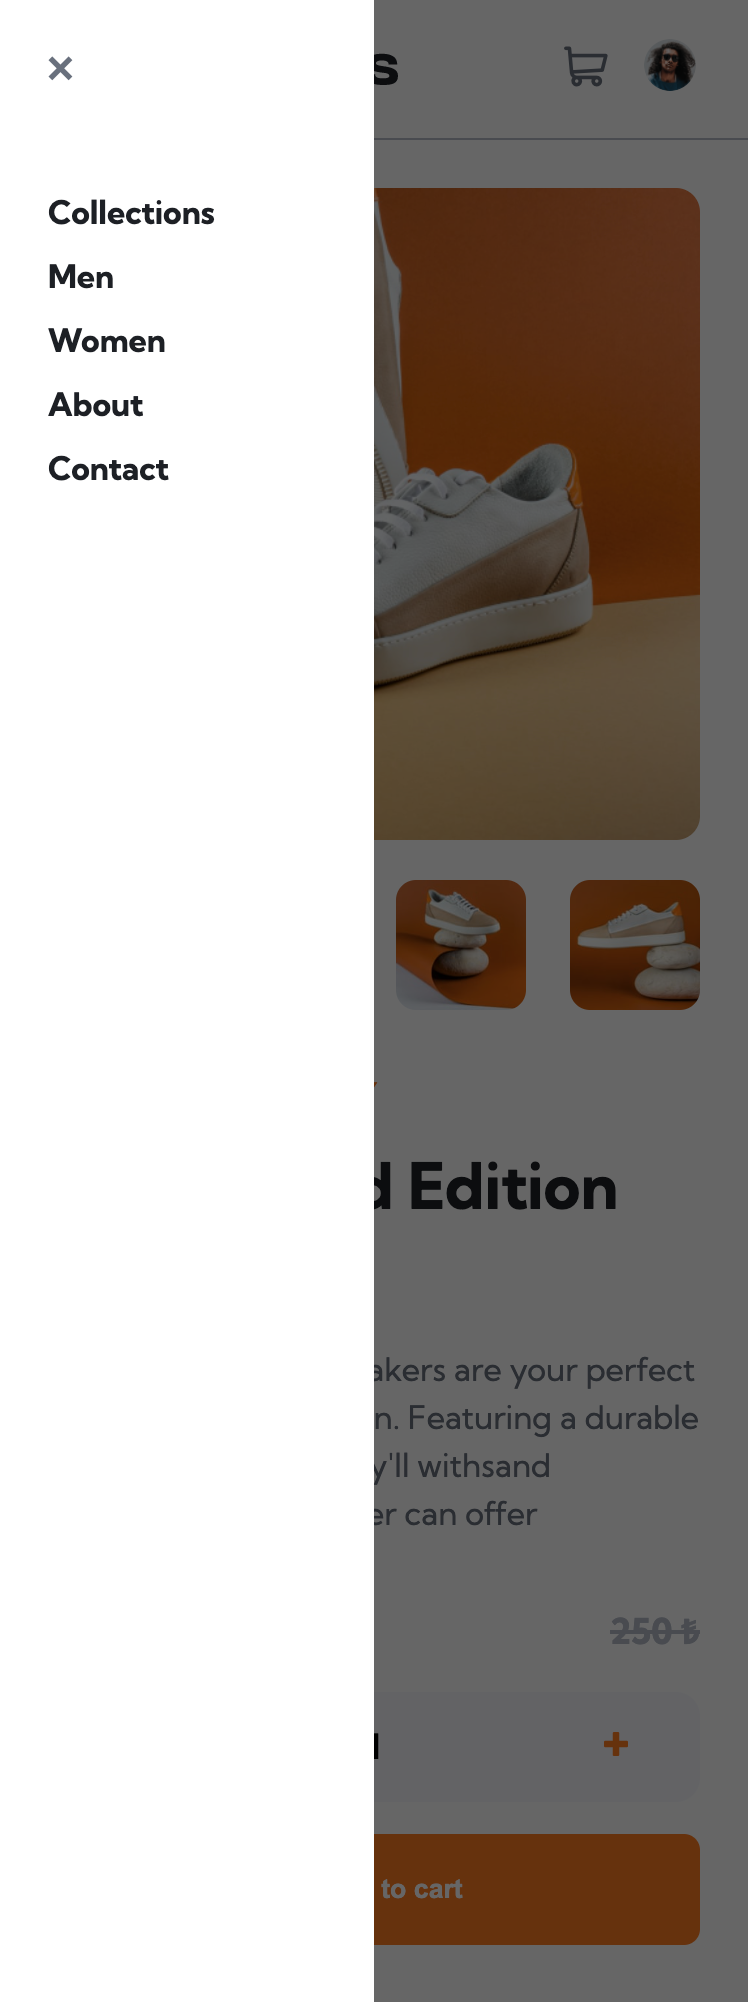 Collections
Men
Women
About
Contact
s
d Edition
akers are your perfect
n. Featuring a durable
y'll withsand
er can offer
250 ₺
+
to cart